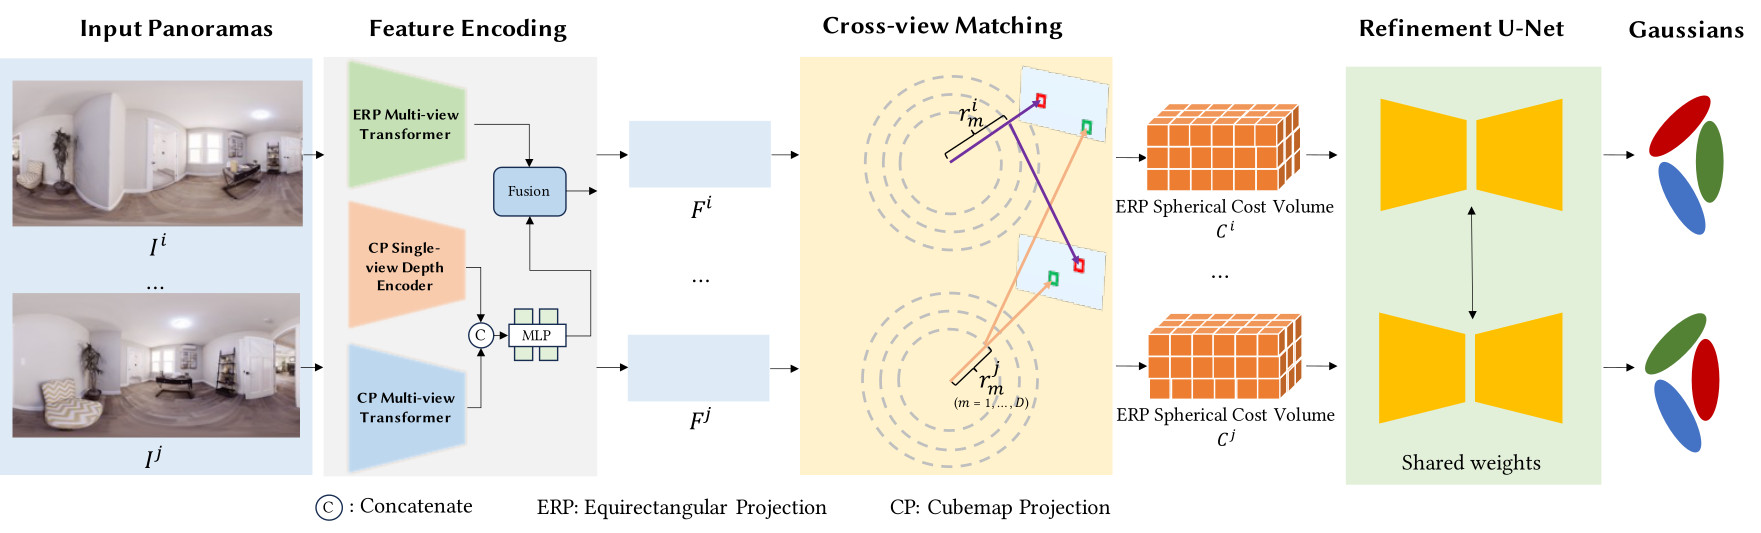 Input Panoramas
Feature Encoding
Cross-view Matching
Refinement U-Net
Gaussians
I^i
...
I^j
ERP Multi-view
Transformer
CP Single-
view Depth
Encoder
CP Multi-view
Transformer
Fusion
C
MLP
F^i
...
F^j
r_m^i
r_m^j
(m = 1, ..., D)
ERP Spherical Cost Volume
C^i
...
ERP Spherical Cost Volume
C^j
Shared weights
C : Concatenate
ERP: Equirectangular Projection
CP: Cubemap Projection